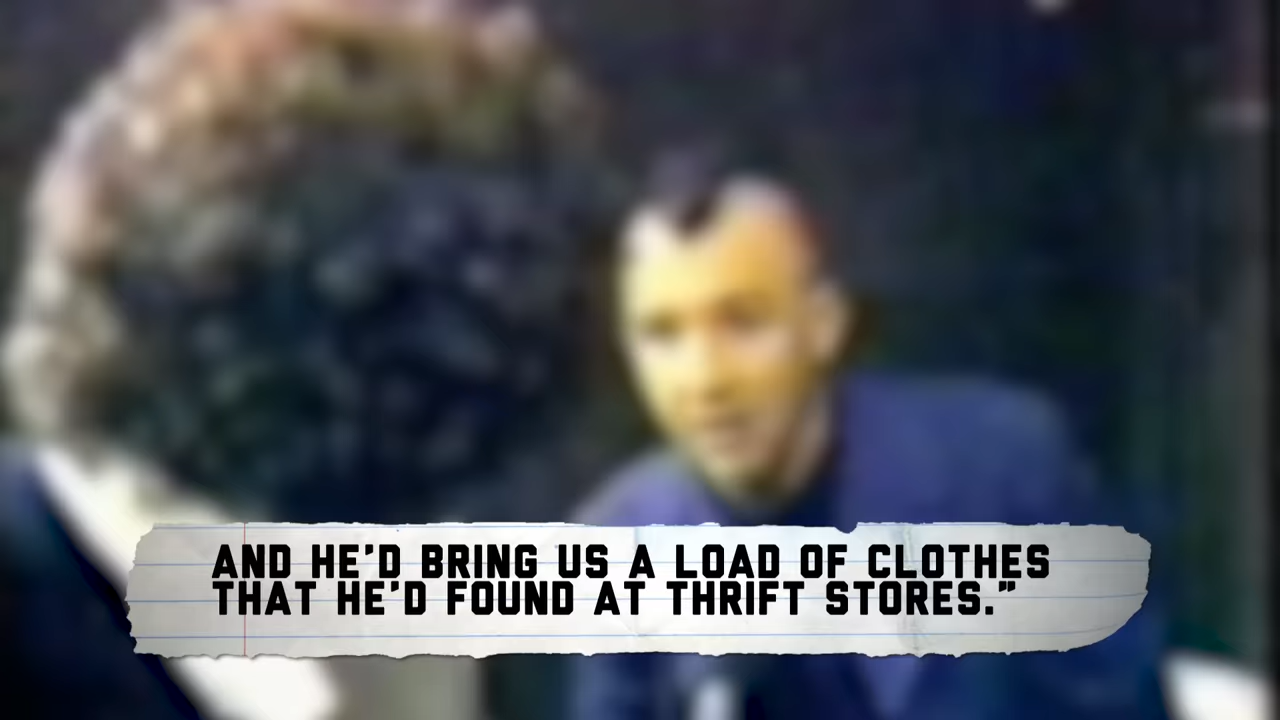 AND HE'D BRING US A LOAD OF CLOTHES
THAT HE'D FOUND AT THRIFT STORES."